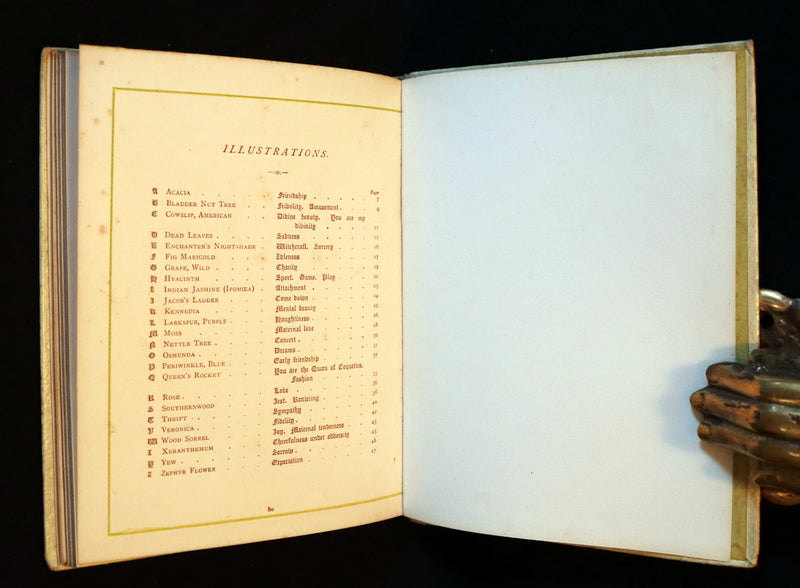 ILLUSTRATIONS.
Page
A ACACIA . . . . . Friendship . . . . . . 7
B BLADDER NUT TREE . . Frivolity. Amusement . . . 9
C COWSLIP, AMERICAN . . Divine beauty. You are my
divinity . . . . . 11
D DEAD LEAVES . . . . Sadness . . . . . . 13
E ENCHANTER'S NIGHTSHADE . Witchcraft. Sorcery . . . . 16
F FIG MARIGOLD . . . . Idleness . . . . . . 17
G GRAPE, WILD . . . . Charity . . . . . . 19
H HYACINTH . . . . Sport. Game. Play . . . . 22
I INDIAN JASMINE (IPOMŒA) . Attachment . . . . . 23
J JACOB'S LADDER . . . Come down . . . . . 24
K KENNEDIA . . . . Mental beauty . . . . . 25
L LARKSPUR, PURPLE . . . Haughtiness . . . . . 26
M MOSS . . . . . Maternal love . . . . . 28
N NETTLE TREE . . . . Concert . . . . . . 30
O OSMUNDA . . . . . Dreams . . . . . . 31
P PERIWINKLE, BLUE . . . Early friendship . . . . 32
Q QUEEN'S ROCKET . . . You are the Queen of Coquettes.
Fashion . . . . . 35
R ROSE . . . . . Love . . . . . . 36
S SOUTHERNWOOD . . . Jest. Bantering . . . . 38
T THRIFT . . . . . Sympathy . . . . . 40
V VERONICA . . . . . Fidelity . . . . . . 42
W WOOD SORREL . . . . Joy. Maternal tenderness . . 44
X XERANTHEMUM . . . . Cheerfulness under adversity 46
Y YEW . . . . . Sorrow . . . . . . 47
Z ZEPHYR FLOWER . . . Expectation . . . . .
80